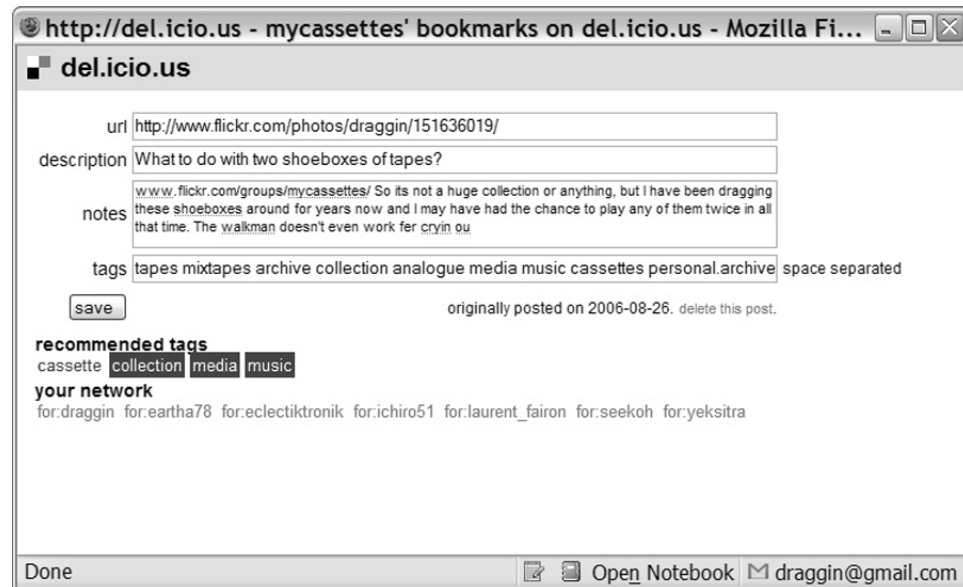 http://del.icio.us - mycassettes' bookmarks on del.icio.us - Mozilla Fi...
del.icio.us
url http://www.flickr.com/photos/draggin/151636019/
description What to do with two shoeboxes of tapes?
www.flickr.com/groups/mycassettes/ So its not a huge collection or anything, but I have been dragging
notes these shoeboxes around for years now and I may have had the chance to play any of them twice in all
that time. The walkman doesn't even work fer cryin ou
tags tapes mixtapes archive collection analogue media music cassettes personal.archive space separated
save originally posted on 2006-08-26. delete this post.
recommended tags
cassette collection media music
your network
for:draggin for:eartha78 for:eclectiktronik for:ichiro51 for:laurent_fairon for:seekoh for:yeksitra
Done Open Notebook draggin@gmail.com